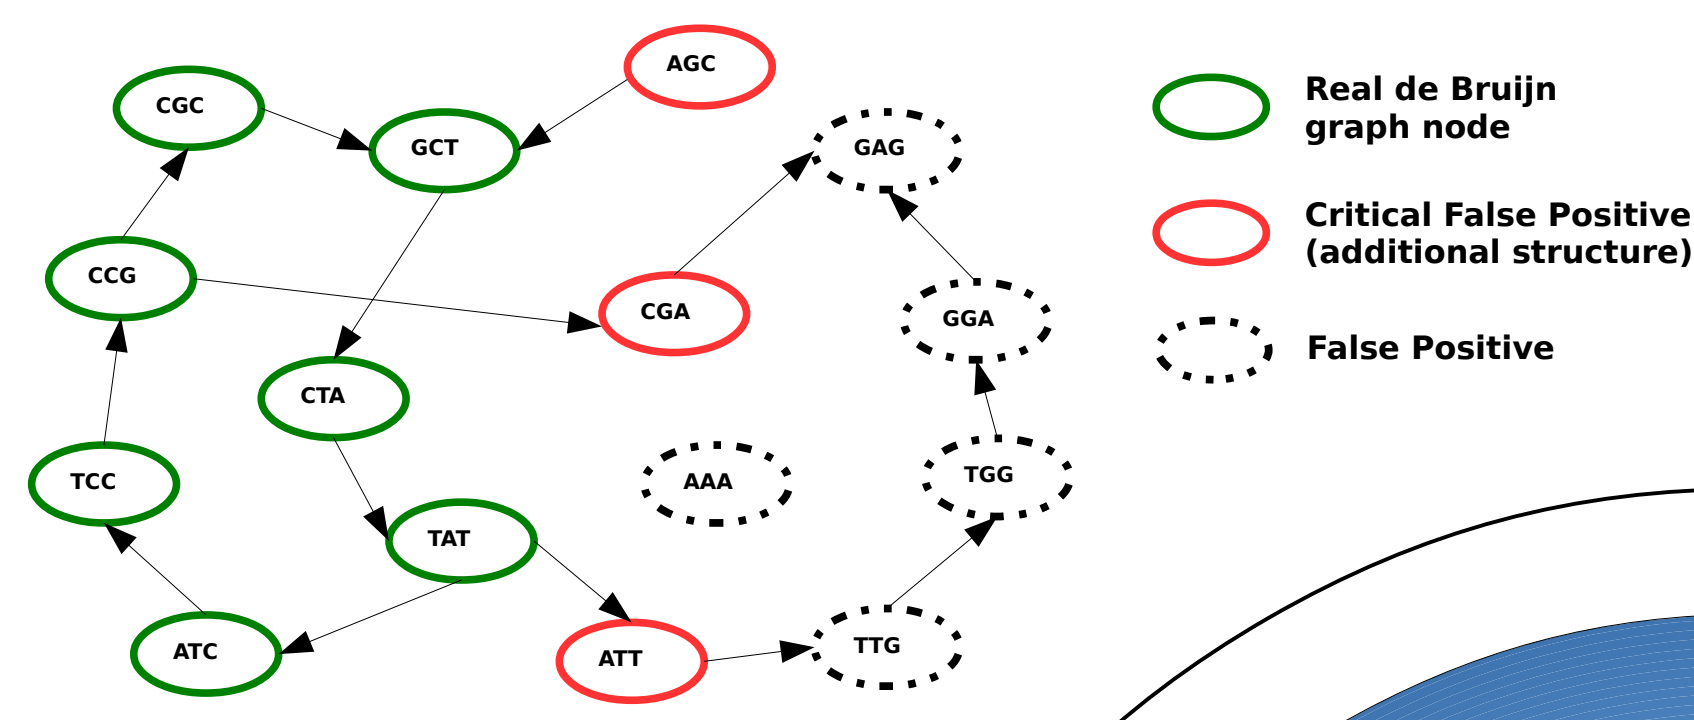 AGC
CGC
GCT
GAG
CCG
CGA
GGA
CTA
TCC
AAA
TGG
TAT
ATC
ATT
TTG
Real de Bruijn
graph node
Critical False Positive
(additional structure)
False Positive